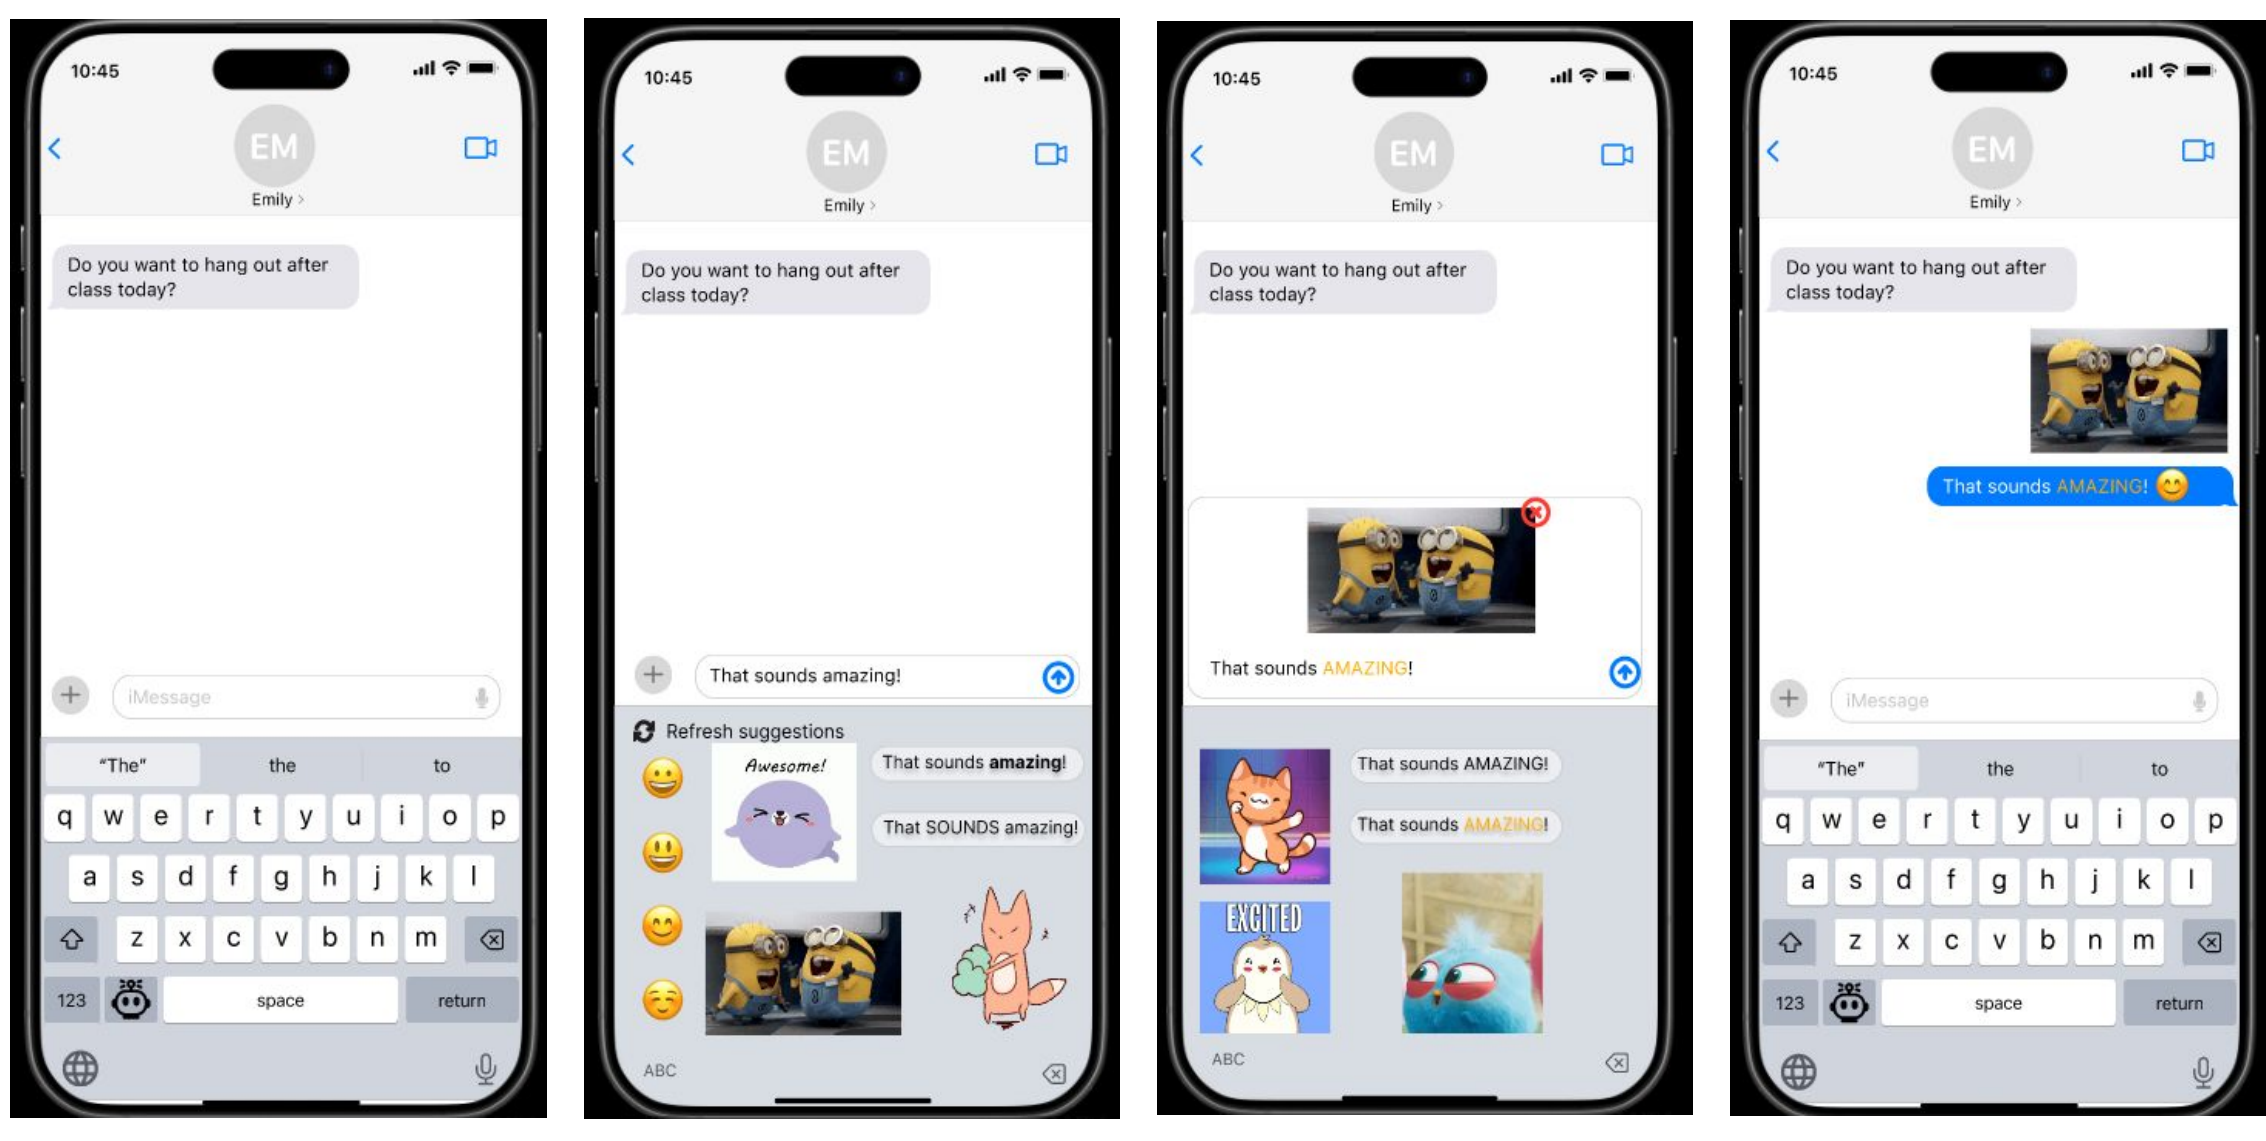 10:45
EM
Emily >
Do you want to hang out after
class today?
iMessage
"The" the to
q w e r t y u i o p
a s d f g h j k l
z x c v b n m
123 space return
10:45
EM
Emily >
Do you want to hang out after
class today?
That sounds amazing!
Refresh suggestions
Awesome!
That sounds amazing!
That SOUNDS amazing!
ABC
10:45
EM
Emily >
Do you want to hang out after
class today?
That sounds AMAZING!
That sounds AMAZING!
That sounds AMAZING!
EXCITED
ABC
10:45
EM
Emily >
Do you want to hang out after
class today?
That sounds AMAZING! 😊
iMessage
"The" the to
q w e r t y u i o p
a s d f g h j k l
z x c v b n m
123 space return